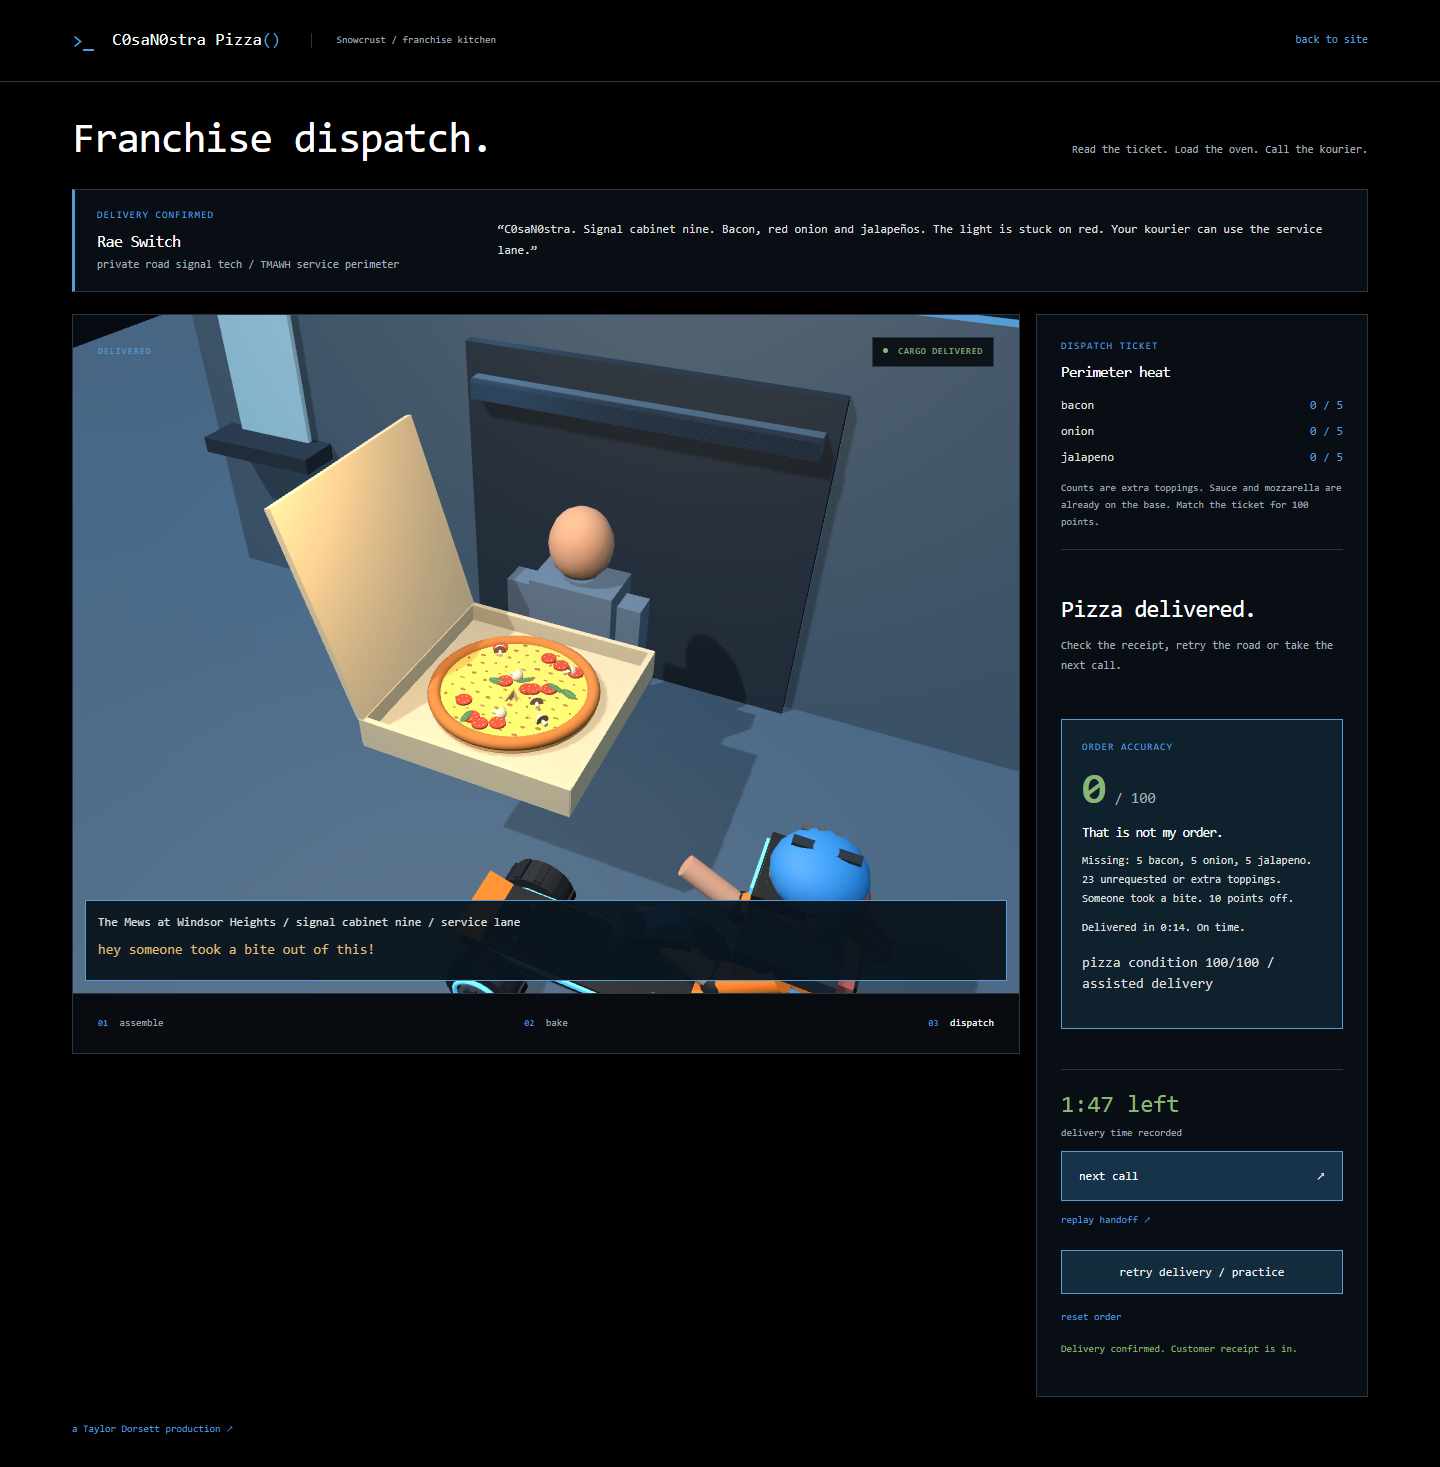 >_ C0saN0stra Pizza()
Snowcrust / franchise kitchen
back to site
Franchise dispatch.
Read the ticket. Load the oven. Call the kourier.
DELIVERY CONFIRMED
Rae Switch
private road signal tech / TMAWH service perimeter
“C0saN0stra. Signal cabinet nine. Bacon, red onion and jalapeños. The light is stuck on red. Your kourier can use the service
lane.”
DELIVERED
CARGO DELIVERED
The Mews at Windsor Heights / signal cabinet nine / service lane
hey someone took a bite out of this!
01 assemble
02 bake
03 dispatch
DISPATCH TICKET
Perimeter heat
bacon 0 / 5
onion 0 / 5
jalapeno 0 / 5
Counts are extra toppings. Sauce and mozzarella are
already on the base. Match the ticket for 100
points.
Pizza delivered.
Check the receipt, retry the road or take the
next call.
ORDER ACCURACY
0 / 100
That is not my order.
Missing: 5 bacon, 5 onion, 5 jalapeno.
23 unrequested or extra toppings.
Someone took a bite. 10 points off.
Delivered in 0:14. On time.
pizza condition 100/100 /
assisted delivery
1:47 left
delivery time recorded
next call ↗
replay handoff ↗
retry delivery / practice
reset order
Delivery confirmed. Customer receipt is in.
a Taylor Dorsett production ↗